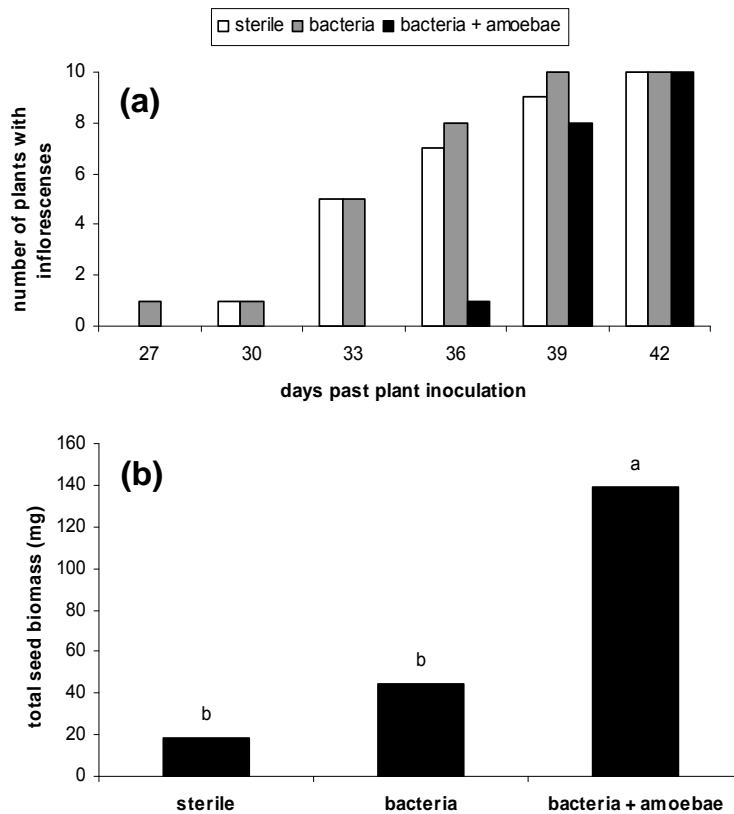 sterile bacteria bacteria + amoebae
(a)
number of plants with
inflorescenses
10
8
6
4
2
0
27 30 33 36 39 42
days past plant inoculation
(b)
total seed biomass (mg)
160
140
120
100
80
60
40
20
0
b b a
sterile bacteria bacteria + amoebae